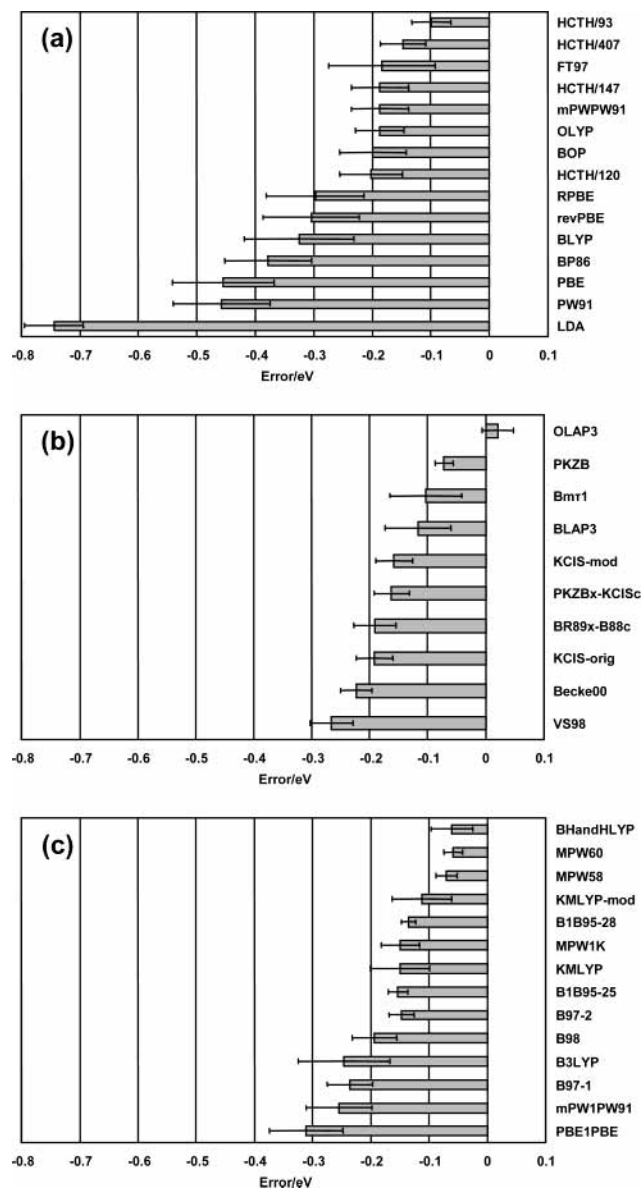 (a)
HCTH/93
HCTH/407
FT97
HCTH/147
mPWPW91
OLYP
BOP
HCTH/120
RPBE
revPBE
BLYP
BP86
PBE
PW91
LDA
-0.8 -0.7 -0.6 -0.5 -0.4 -0.3 -0.2 -0.1 0 0.1
Error/eV
(b)
OLAP3
PKZB
Bmτ1
BLAP3
KCIS-mod
PKZBx-KCISc
BR89x-B88c
KCIS-orig
Becke00
VS98
-0.8 -0.7 -0.6 -0.5 -0.4 -0.3 -0.2 -0.1 0 0.1
Error/eV
(c)
BHandHLYP
MPW60
MPW58
KMLYP-mod
B1B95-28
MPW1K
KMLYP
B1B95-25
B97-2
B98
B3LYP
B97-1
mPW1PW91
PBE1PBE
-0.8 -0.7 -0.6 -0.5 -0.4 -0.3 -0.2 -0.1 0 0.1
Error/eV